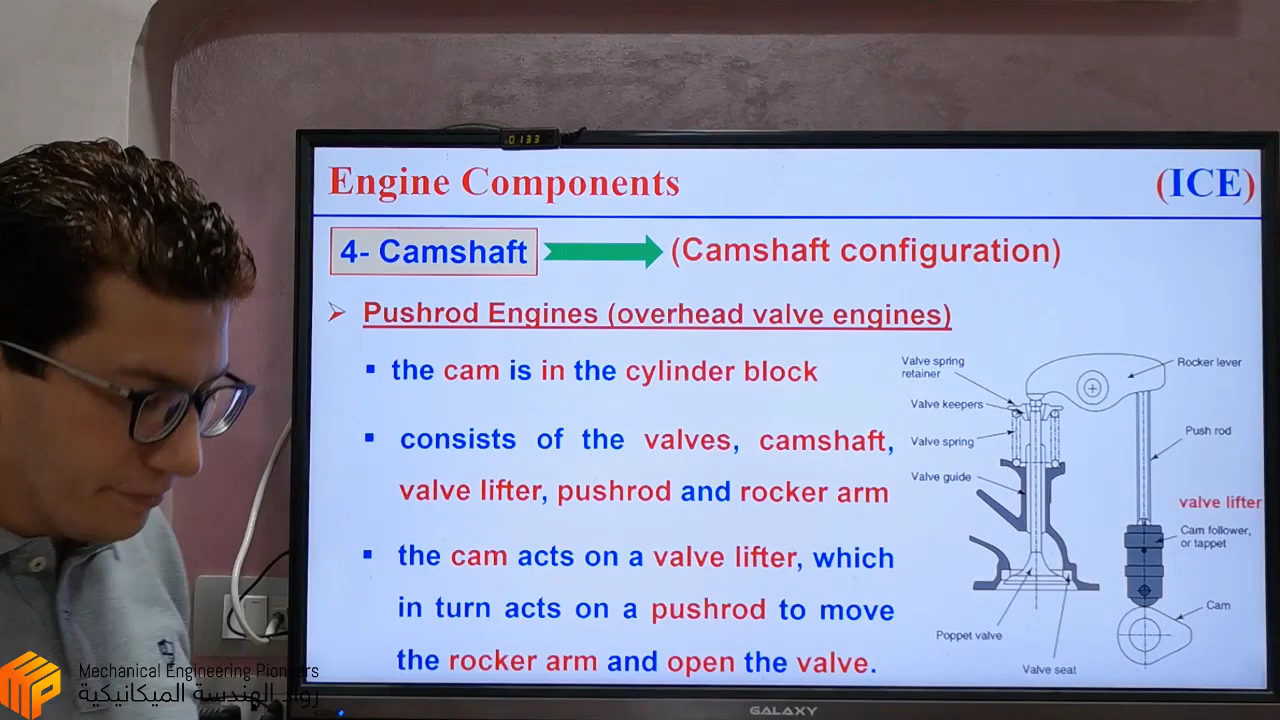 0133
Engine Components
(ICE)
4- Camshaft
(Camshaft configuration)
Pushrod Engines (overhead valve engines)
the cam is in the cylinder block
consists of the valves, camshaft,
valve lifter, pushrod and rocker arm
the cam acts on a valve lifter, which
in turn acts on a pushrod to move
the rocker arm and open the valve.
Valve spring
retainer
Valve keepers
Valve spring
Valve guide
Poppet valve
Valve seat
Rocker lever
Push rod
valve lifter
Cam follower,
or tappet
Cam
GALAXY
Mechanical Engineering Pioneers
رواد الهندسة الميكانيكية